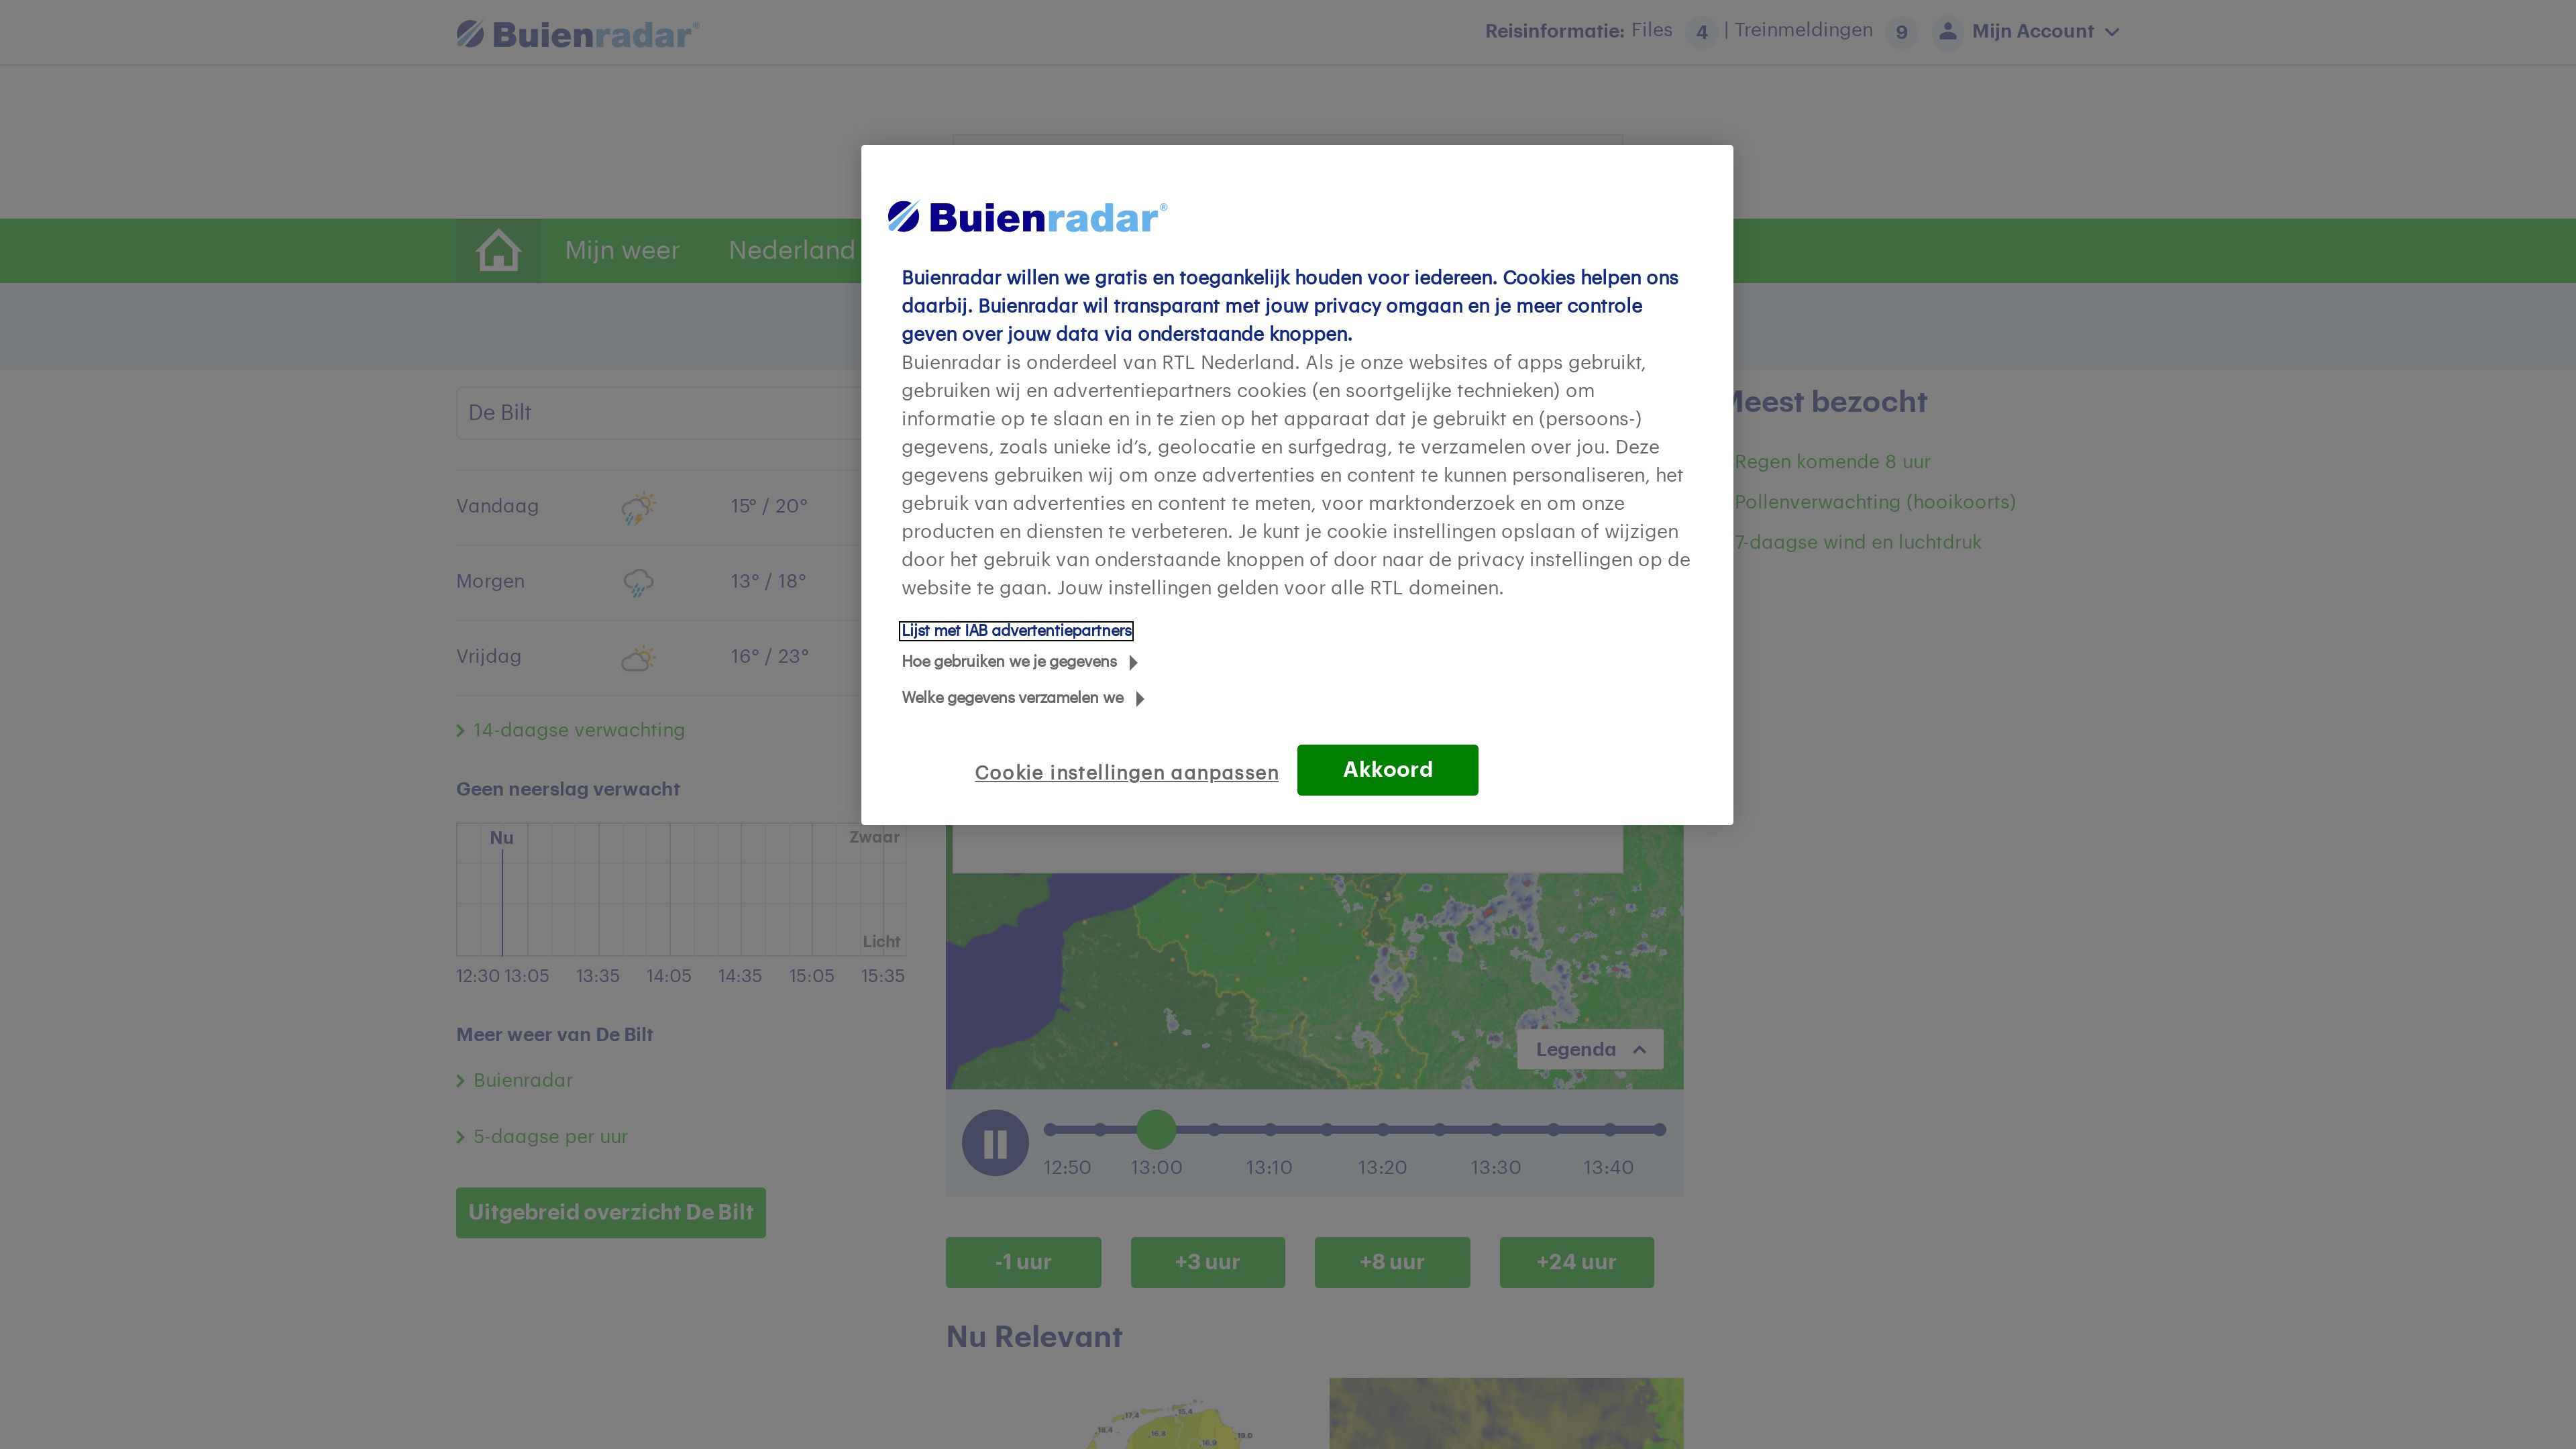 Buienradar®
Reisinformatie: Files 4 | Treinmeldingen 9 Mijn Account
Mijn weer Nederland
De Bilt
Vandaag 15° / 20°
Morgen 13° / 18°
Vrijdag 16° / 23°
14-daagse verwachting
Geen neerslag verwacht
Nu Zwaar
Licht
12:30 13:05 13:35 14:05 14:35 15:05 15:35
Meer weer van De Bilt
Buienradar
5-daagse per uur
Uitgebreid overzicht De Bilt
Buienradar®
Buienradar willen we gratis en toegankelijk houden voor iedereen. Cookies helpen ons
daarbij. Buienradar wil transparant met jouw privacy omgaan en je meer controle
geven over jouw data via onderstaande knoppen.
Buienradar is onderdeel van RTL Nederland. Als je onze websites of apps gebruikt,
gebruiken wij en advertentiepartners cookies (en soortgelijke technieken) om
informatie op te slaan en in te zien op het apparaat dat je gebruikt en (persoons-)
gegevens, zoals unieke id’s, geolocatie en surfgedrag, te verzamelen over jou. Deze
gegevens gebruiken wij om onze advertenties en content te kunnen personaliseren, het
gebruik van advertenties en content te meten, voor marktonderzoek en om onze
producten en diensten te verbeteren. Je kunt je cookie instellingen opslaan of wijzigen
door het gebruik van onderstaande knoppen of door naar de privacy instellingen op de
website te gaan. Jouw instellingen gelden voor alle RTL domeinen.
Lijst met IAB advertentiepartners
Hoe gebruiken we je gegevens
Welke gegevens verzamelen we
Cookie instellingen aanpassen
Akkoord
Legenda
12:50 13:00 13:10 13:20 13:30 13:40
-1 uur +3 uur +8 uur +24 uur
Nu Relevant
17.4 15.4
18.4 16.8 16.9 19.0
Meest bezocht
Regen komende 8 uur
Pollenverwachting (hooikoorts)
7-daagse wind en luchtdruk